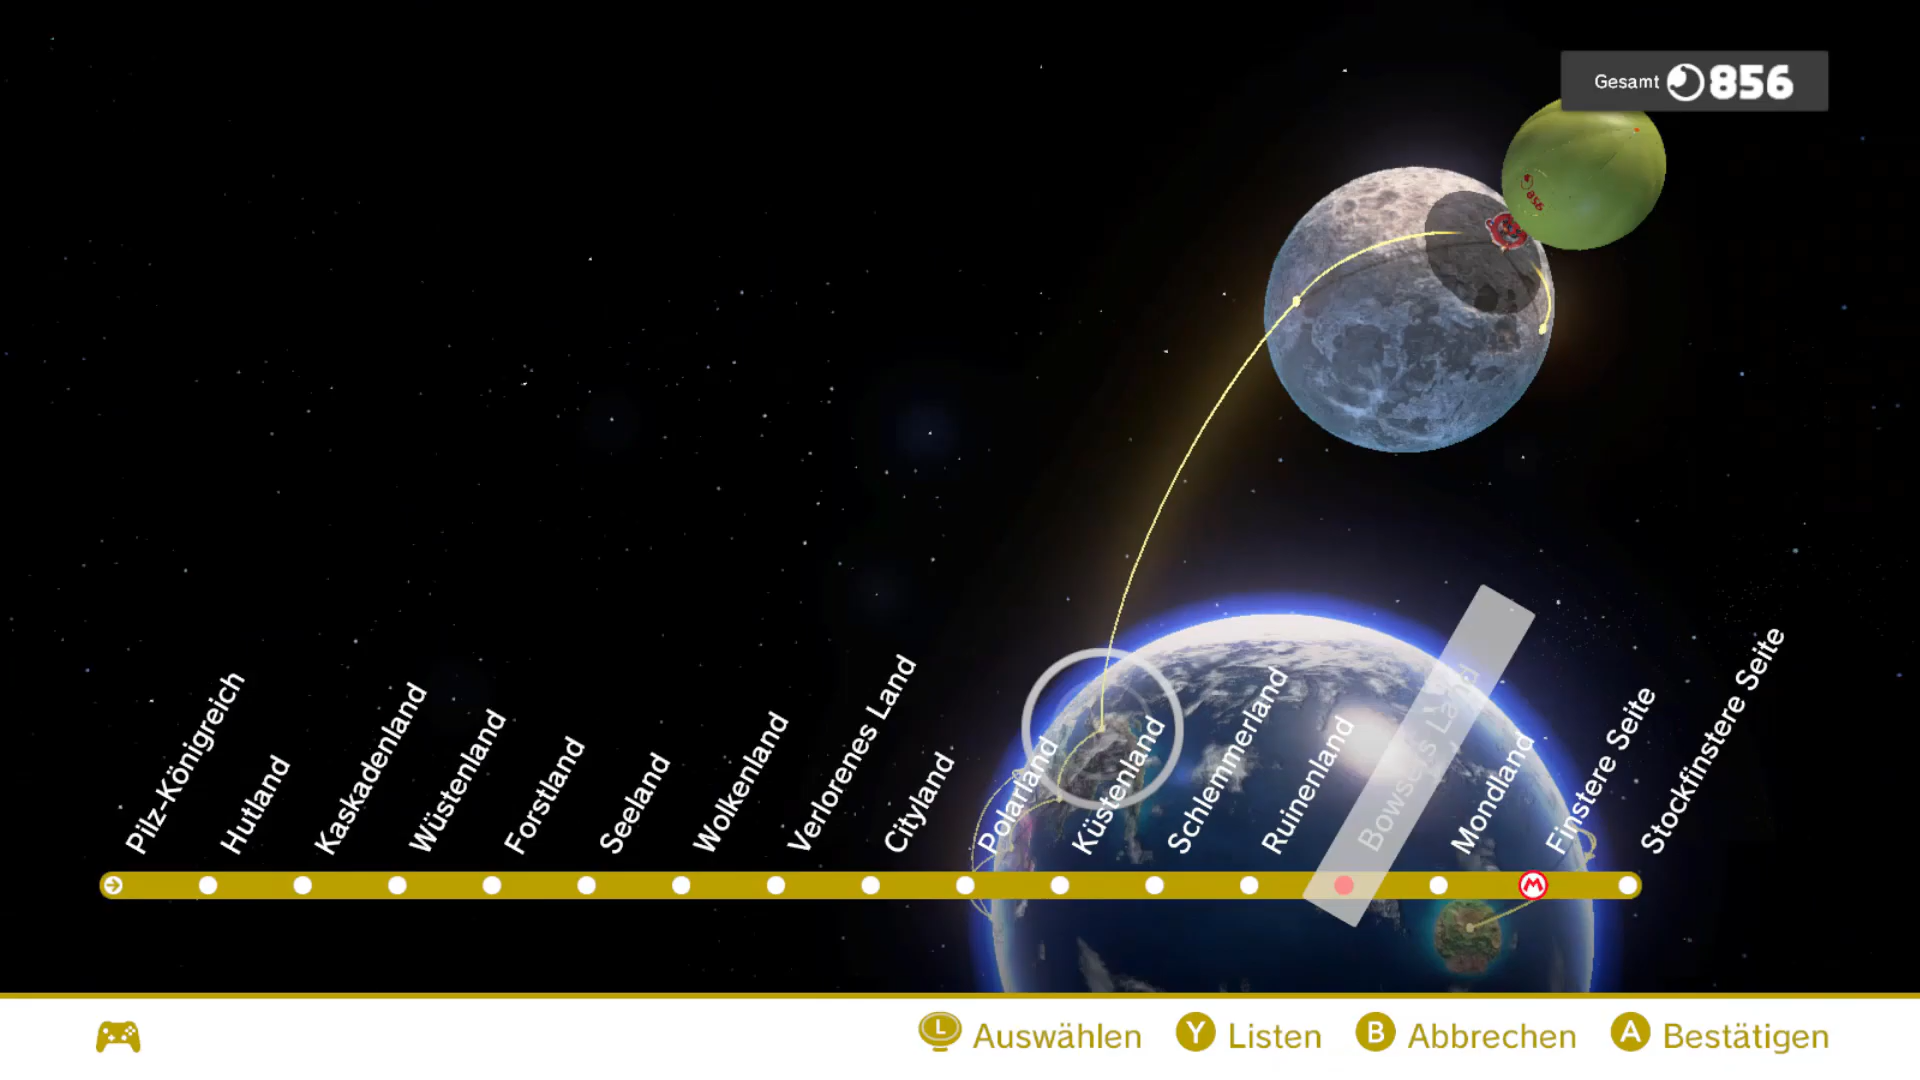 Gesamt 856
856
Pilz-Königreich
Hutland
Kaskadenland
Wüstenland
Forstland
Seeland
Wolkenland
Verlorenes Land
Cityland
Polarland
Küstenland
Schlemmerland
Ruinenland
Bowsers Land
Mondland
Finstere Seite
Stockfinstere Seite
M
L Auswählen Y Listen B Abbrechen A Bestätigen